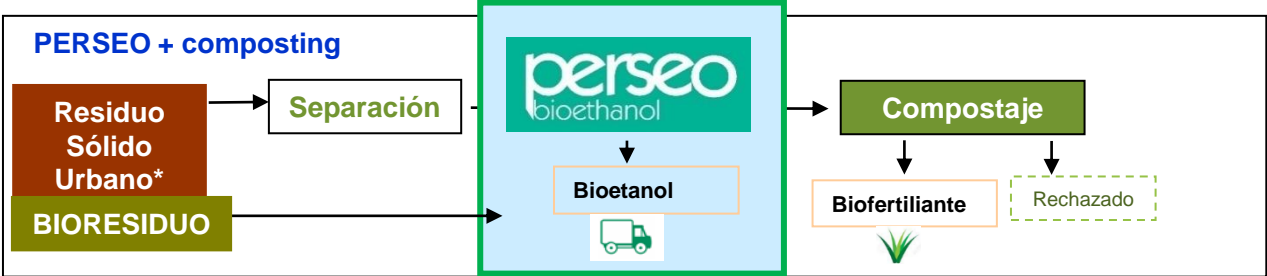 PERSEO + composting
Residuo
Sólido
Urbano*
BIORESIDUO
Separación
perseo
bioethanol
Bioetanol
Compostaje
Biofertiliante
Rechazado